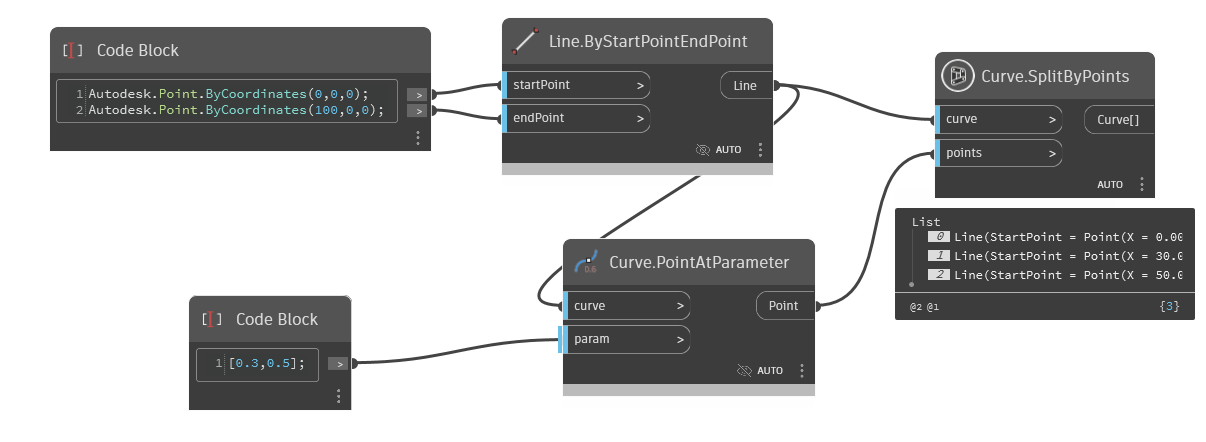 Code Block
1 Autodesk.Point.ByCoordinates(0,0,0); >
2 Autodesk.Point.ByCoordinates(100,0,0); >
Line.ByStartPointEndPoint
startPoint > Line
endPoint >
AUTO
Curve.SplitByPoints
curve > Curve[]
points >
AUTO
List
0 Line(StartPoint = Point(X = 0.00
1 Line(StartPoint = Point(X = 30.0
2 Line(StartPoint = Point(X = 50.0
@2 @1 {3}
0.6
Curve.PointAtParameter
curve > Point
param >
AUTO
Code Block
1 [0.3,0.5]; >